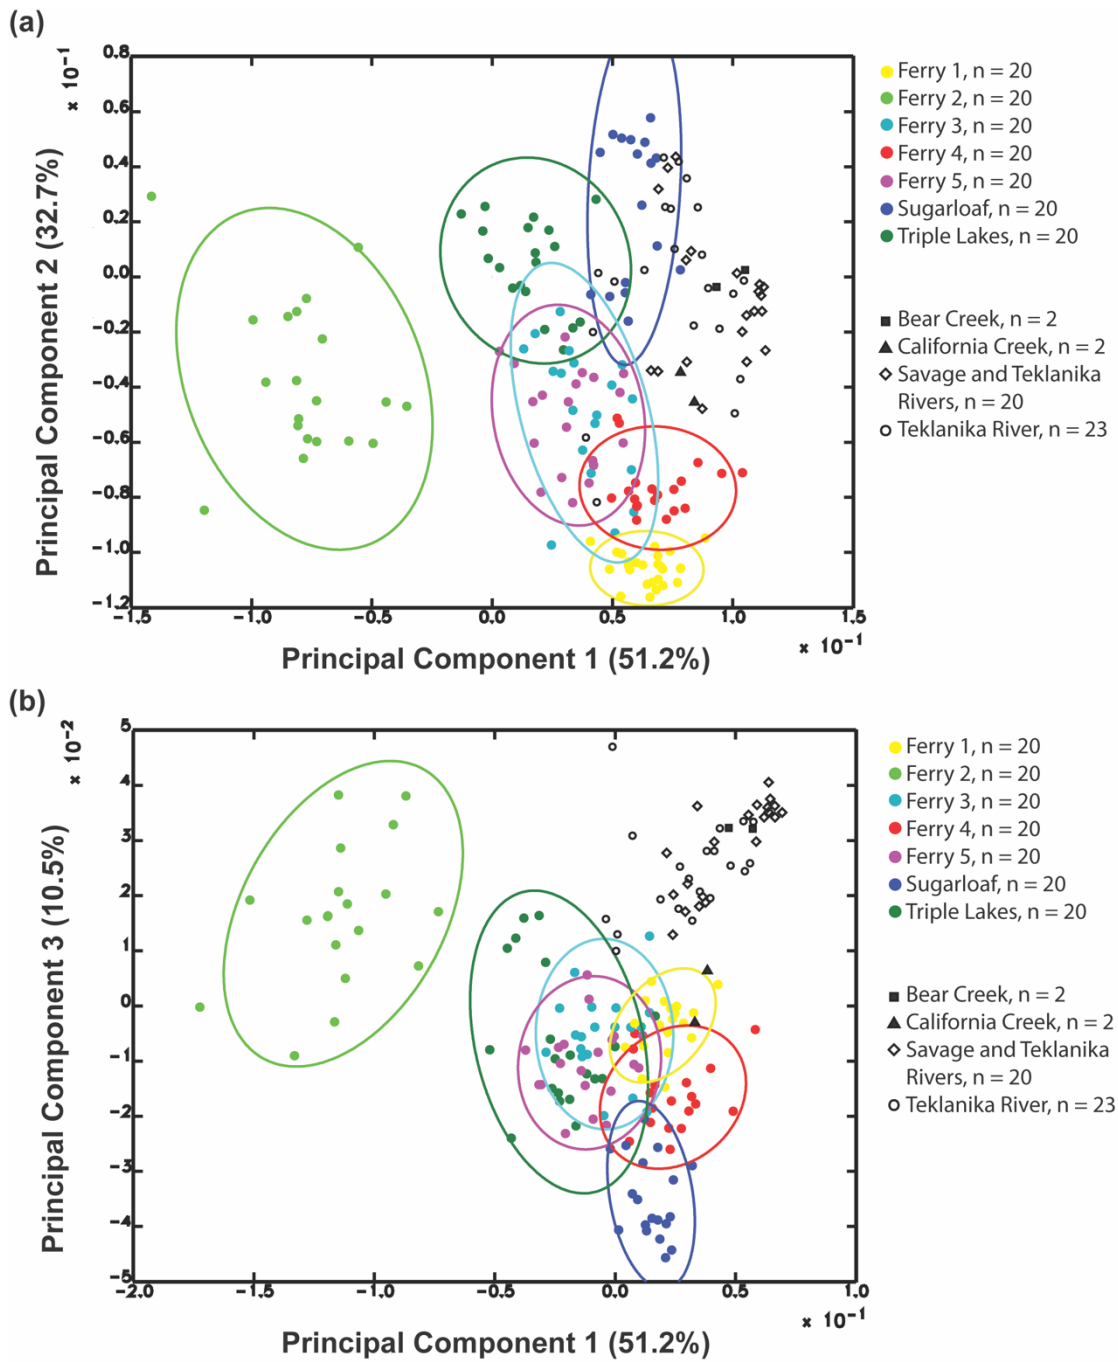 (a)
× 10⁻¹
0.8
0.6
0.4
0.2
0.0
−0.2
−0.4
−0.6
−0.8
−1.0
−1.2
Principal Component 2 (32.7%)
−1.5 −1.0 −0.5 0.0 0.5 1.0 1.5
Principal Component 1 (51.2%)
× 10⁻¹
Ferry 1, n = 20
Ferry 2, n = 20
Ferry 3, n = 20
Ferry 4, n = 20
Ferry 5, n = 20
Sugarloaf, n = 20
Triple Lakes, n = 20
Bear Creek, n = 2
California Creek, n = 2
Savage and Teklanika
Rivers, n = 20
Teklanika River, n = 23
(b)
× 10⁻²
5
4
3
2
1
0
−1
−2
−3
−4
−5
Principal Component 3 (10.5%)
−2.0 −1.5 −1.0 −0.5 0.0 0.5 1.0
Principal Component 1 (51.2%)
× 10⁻¹
Ferry 1, n = 20
Ferry 2, n = 20
Ferry 3, n = 20
Ferry 4, n = 20
Ferry 5, n = 20
Sugarloaf, n = 20
Triple Lakes, n = 20
Bear Creek, n = 2
California Creek, n = 2
Savage and Teklanika
Rivers, n = 20
Teklanika River, n = 23